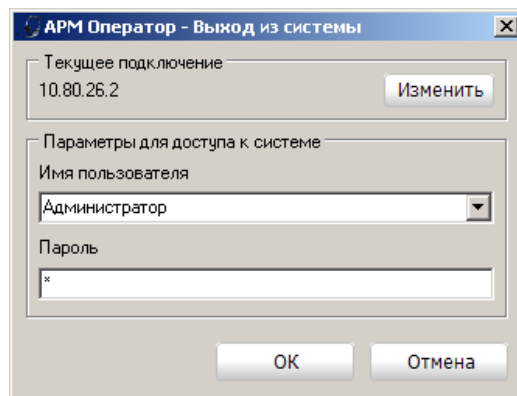 АРМ Оператор - Выход из системы
Текущее подключение
10.80.26.2
Изменить
Параметры для доступа к системе
Имя пользователя
Администратор
Пароль
*
ОК
Отмена